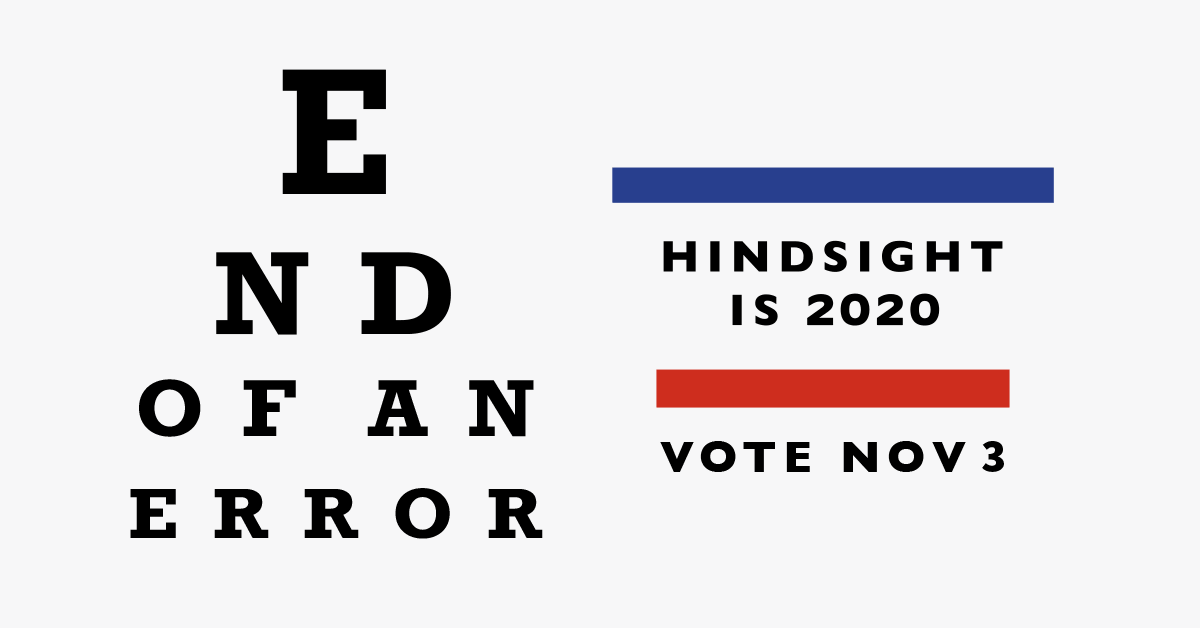 E
N D
O F A N
E R R O R
HINDSIGHT
IS 2020
VOTE NOV 3